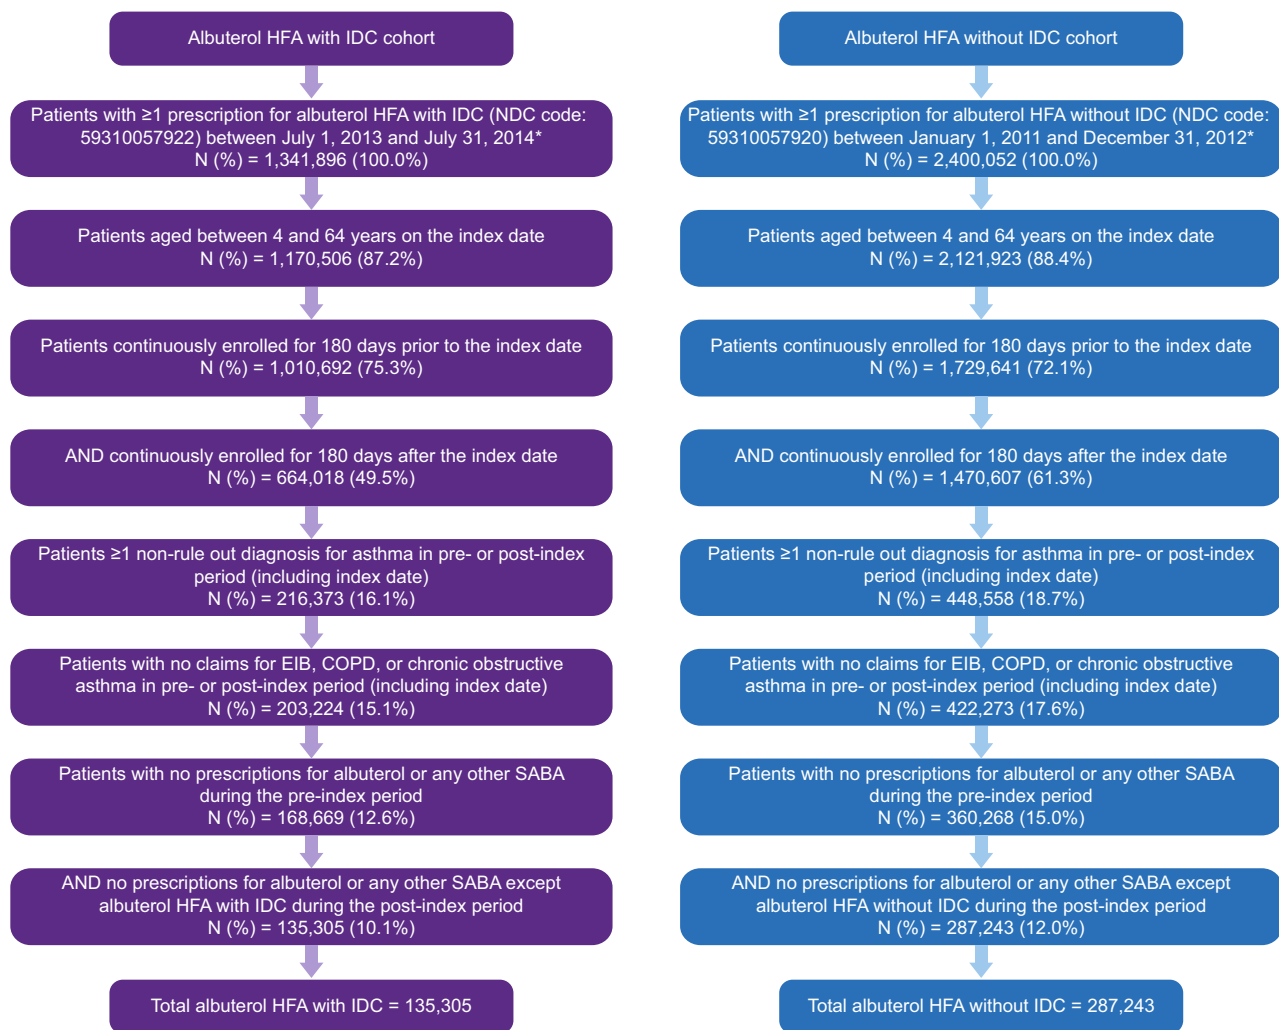 Albuterol HFA with IDC cohort
Patients with ≥1 prescription for albuterol HFA with IDC (NDC code:
59310057922) between July 1, 2013 and July 31, 2014*
N (%) = 1,341,896 (100.0%)
Patients aged between 4 and 64 years on the index date
N (%) = 1,170,506 (87.2%)
Patients continuously enrolled for 180 days prior to the index date
N (%) = 1,010,692 (75.3%)
AND continuously enrolled for 180 days after the index date
N (%) = 664,018 (49.5%)
Patients ≥1 non-rule out diagnosis for asthma in pre- or post-index
period (including index date)
N (%) = 216,373 (16.1%)
Patients with no claims for EIB, COPD, or chronic obstructive
asthma in pre- or post-index period (including index date)
N (%) = 203,224 (15.1%)
Patients with no prescriptions for albuterol or any other SABA
during the pre-index period
N (%) = 168,669 (12.6%)
AND no prescriptions for albuterol or any other SABA except
albuterol HFA with IDC during the post-index period
N (%) = 135,305 (10.1%)
Total albuterol HFA with IDC = 135,305
Albuterol HFA without IDC cohort
Patients with ≥1 prescription for albuterol HFA without IDC (NDC code:
59310057920) between January 1, 2011 and December 31, 2012*
N (%) = 2,400,052 (100.0%)
Patients aged between 4 and 64 years on the index date
N (%) = 2,121,923 (88.4%)
Patients continuously enrolled for 180 days prior to the index date
N (%) = 1,729,641 (72.1%)
AND continuously enrolled for 180 days after the index date
N (%) = 1,470,607 (61.3%)
Patients ≥1 non-rule out diagnosis for asthma in pre- or post-index
period (including index date)
N (%) = 448,558 (18.7%)
Patients with no claims for EIB, COPD, or chronic obstructive
asthma in pre- or post-index period (including index date)
N (%) = 422,273 (17.6%)
Patients with no prescriptions for albuterol or any other SABA
during the pre-index period
N (%) = 360,268 (15.0%)
AND no prescriptions for albuterol or any other SABA except
albuterol HFA without IDC during the post-index period
N (%) = 287,243 (12.0%)
Total albuterol HFA without IDC = 287,243